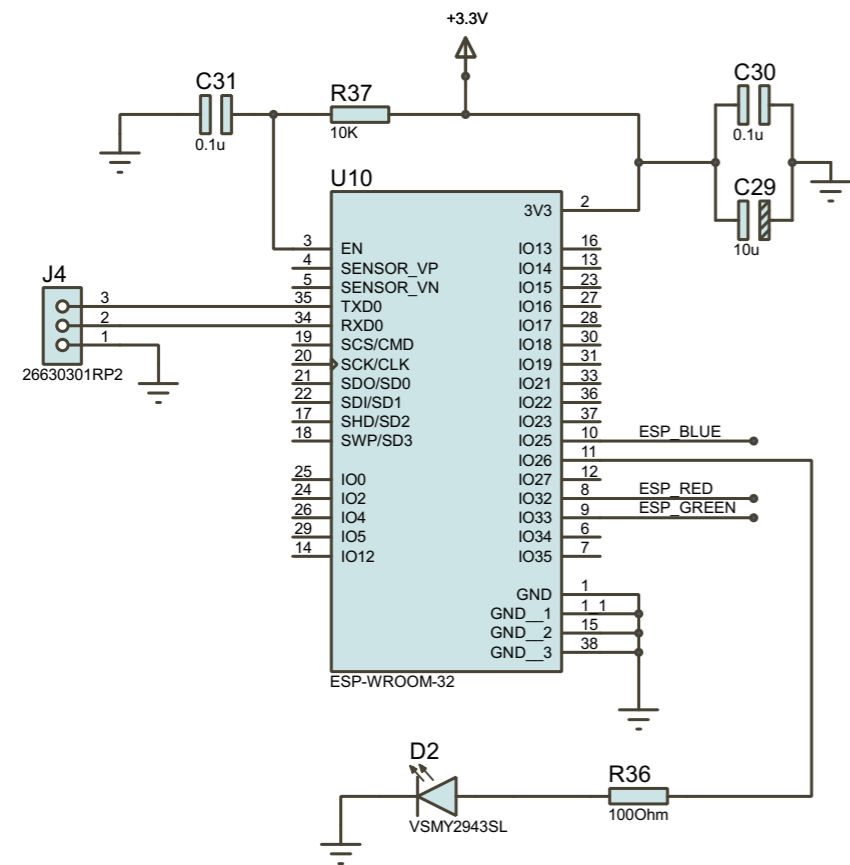 +3.3V
C31
0.1u
R37
10K
C30
0.1u
C29
10u
U10
3V3 2
3 EN
4 SENSOR_VP
5 SENSOR_VN
35 TXD0
34 RXD0
19 SCS/CMD
20 SCK/CLK
21 SDO/SD0
22 SDI/SD1
17 SHD/SD2
18 SWP/SD3
25 IO0
24 IO2
26 IO4
29 IO5
14 IO12
IO13 16
IO14 13
IO15 23
IO16 27
IO17 28
IO18 30
IO19 31
IO21 33
IO22 36
IO23 37
IO25 10 ESP_BLUE
IO26 11
IO27 12
IO32 8 ESP_RED
IO33 9 ESP_GREEN
IO34 6
IO35 7
GND 1
GND__1 1_1
GND__2 15
GND__3 38
ESP-WROOM-32
J4
3
2
1
26630301RP2
D2
VSMY2943SL
R36
100Ohm